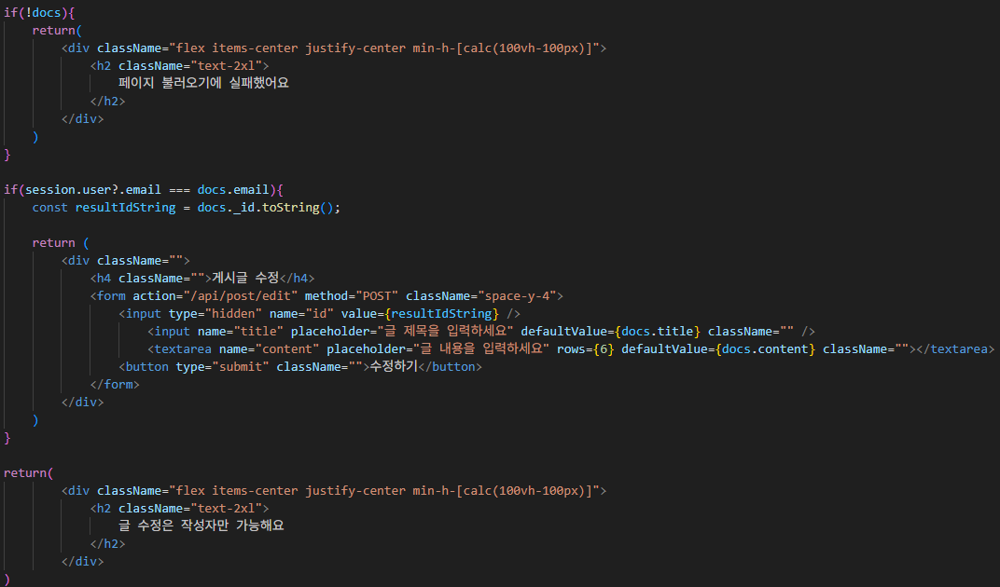 if(!docs){
    return(
        <div className="flex items-center justify-center min-h-[calc(100vh-100px)]">
            <h2 className="text-2xl">
                페이지 불러오기에 실패했어요
            </h2>
        </div>
    )
}

if(session.user?.email === docs.email){
    const resultIdString = docs._id.toString();

    return (
        <div className="">
            <h4 className="">게시글 수정</h4>
            <form action="/api/post/edit" method="POST" className="space-y-4">
                <input type="hidden" name="id" value={resultIdString} />
                    <input name="title" placeholder="글 제목을 입력하세요" defaultValue={docs.title} className="" />
                    <textarea name="content" placeholder="글 내용을 입력하세요" rows={6} defaultValue={docs.content} className=""></textarea>
                <button type="submit" className="">수정하기</button>
            </form>
        </div>
    )
}

return(
        <div className="flex items-center justify-center min-h-[calc(100vh-100px)]">
            <h2 className="text-2xl">
                글 수정은 작성자만 가능해요
            </h2>
        </div>
)